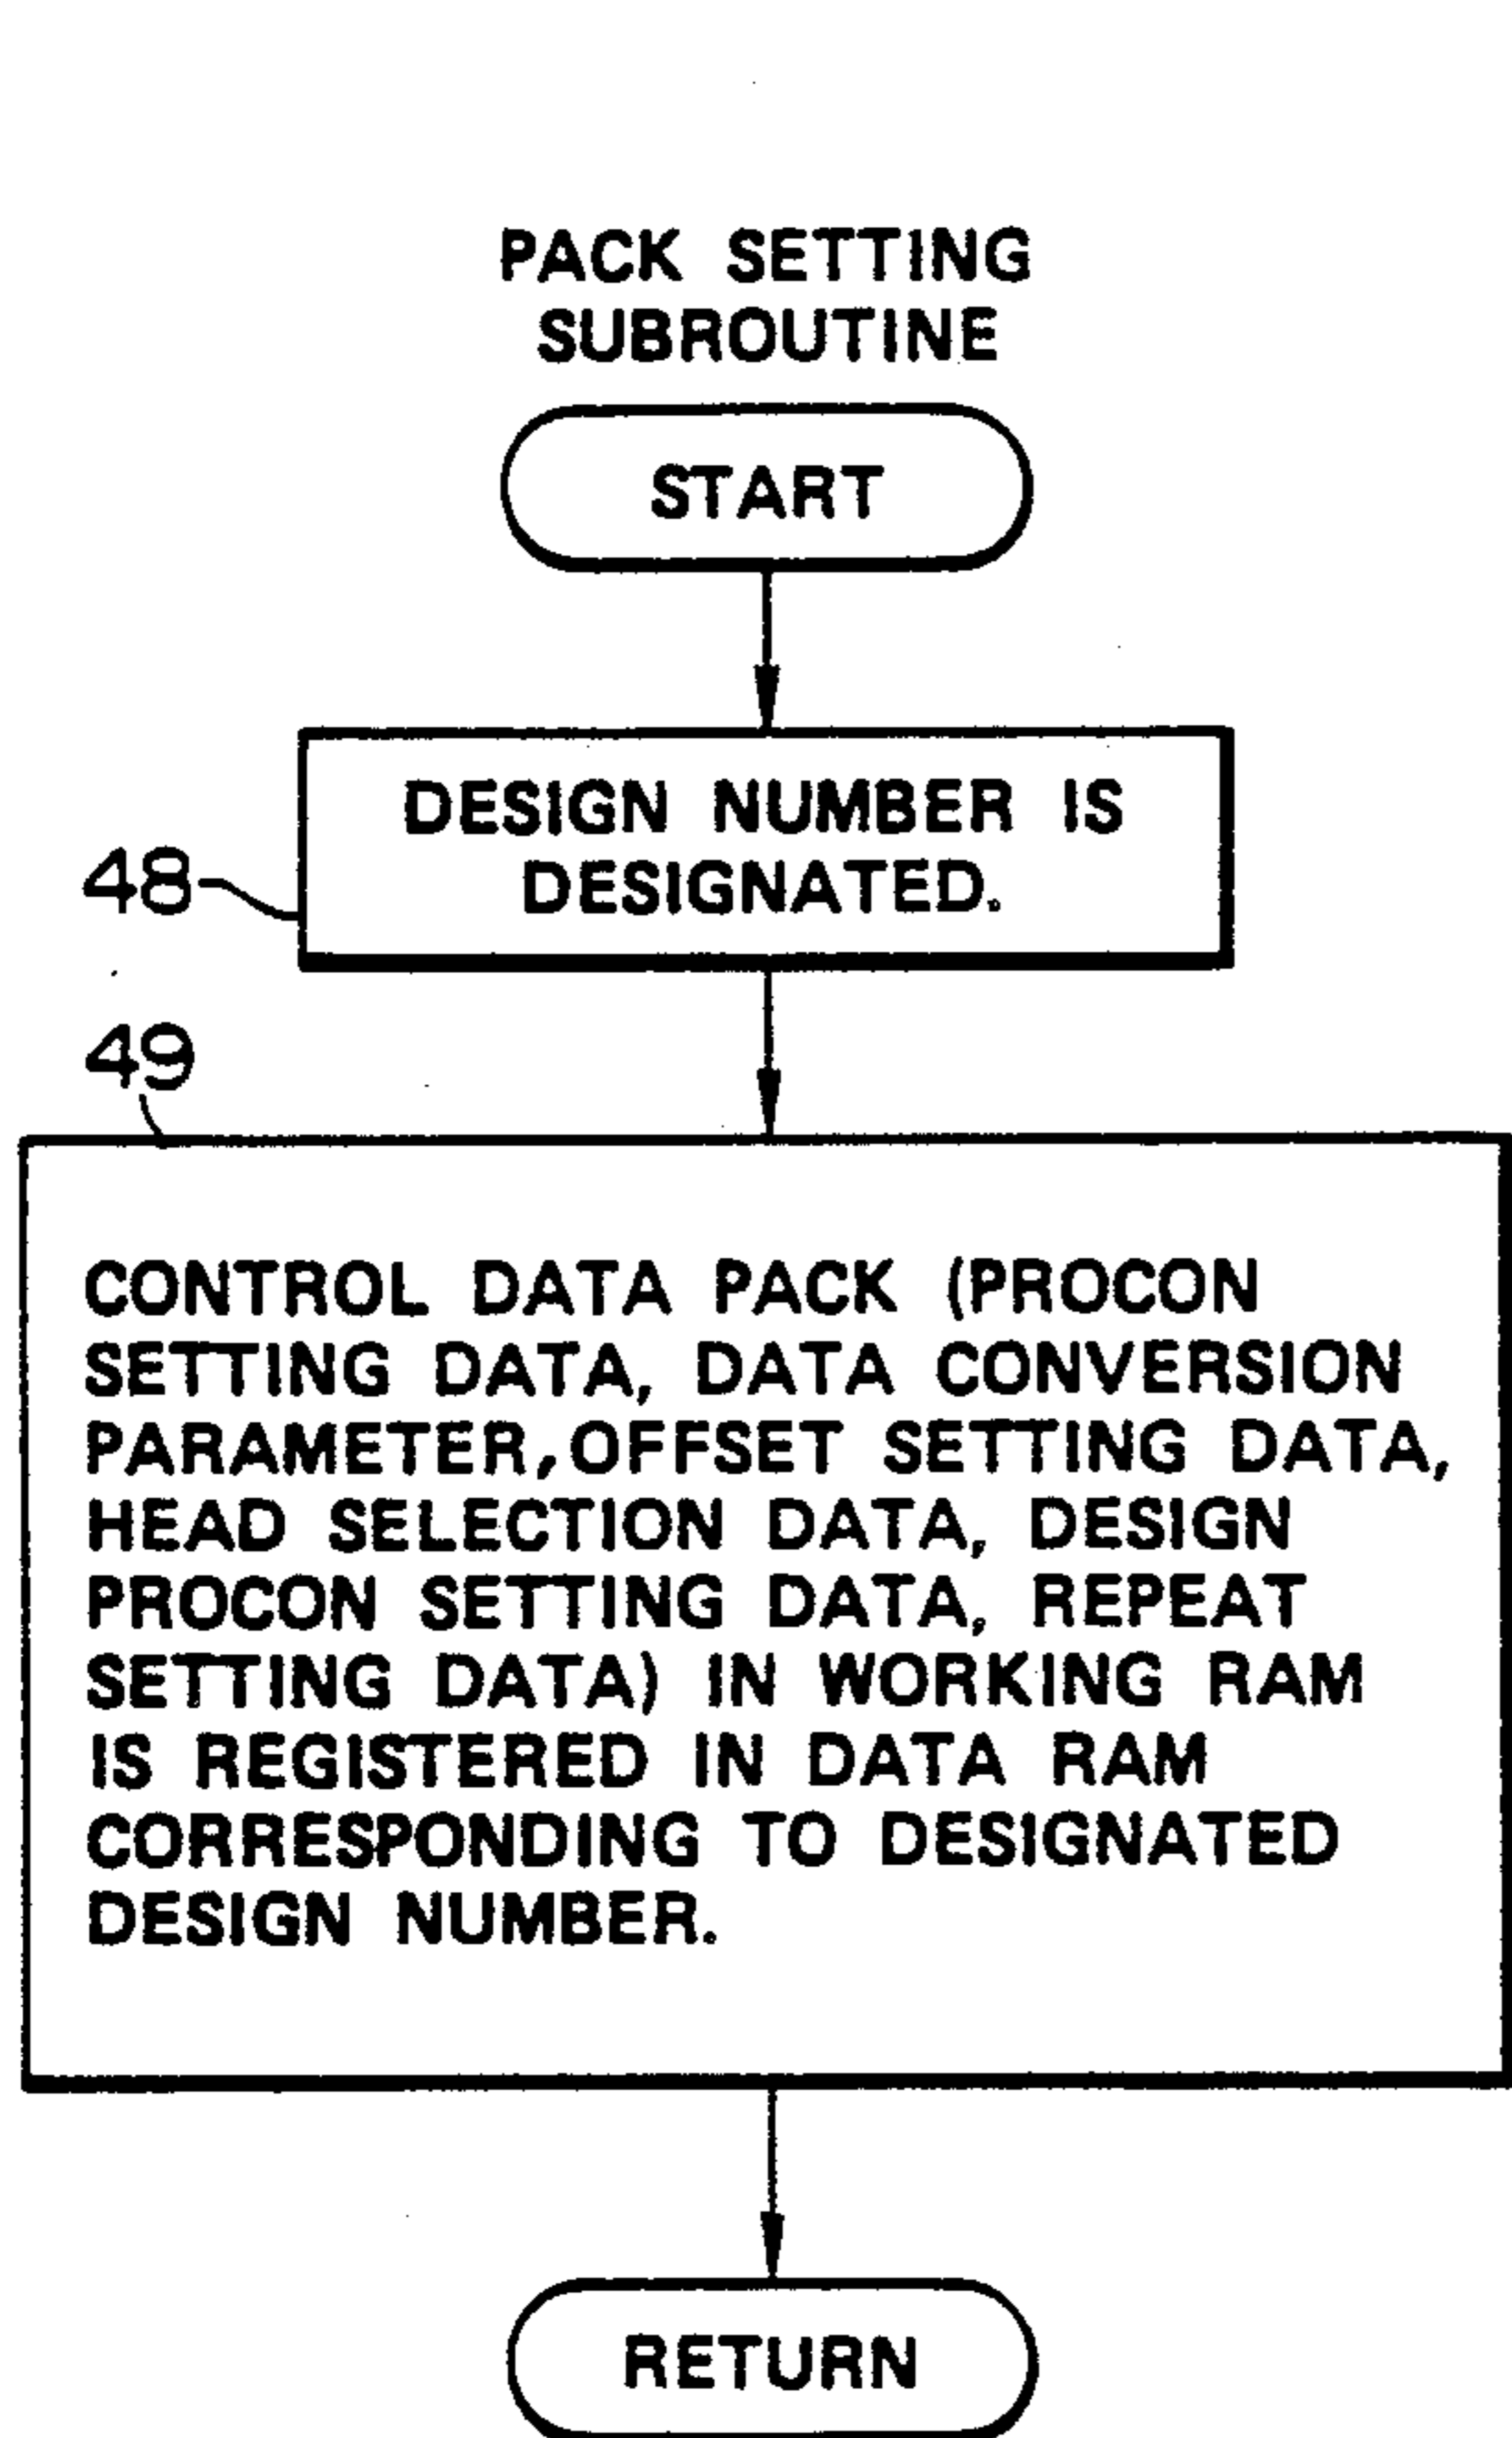 PACK SETTING
SUBROUTINE
START
DESIGN NUMBER IS
DESIGNATED.
48
49
CONTROL DATA PACK (PROCON
SETTING DATA, DATA CONVERSION
PARAMETER, OFFSET SETTING DATA,
HEAD SELECTION DATA, DESIGN
PROCON SETTING DATA, REPEAT
SETTING DATA) IN WORKING RAM
IS REGISTERED IN DATA RAM
CORRESPONDING TO DESIGNATED
DESIGN NUMBER.
RETURN